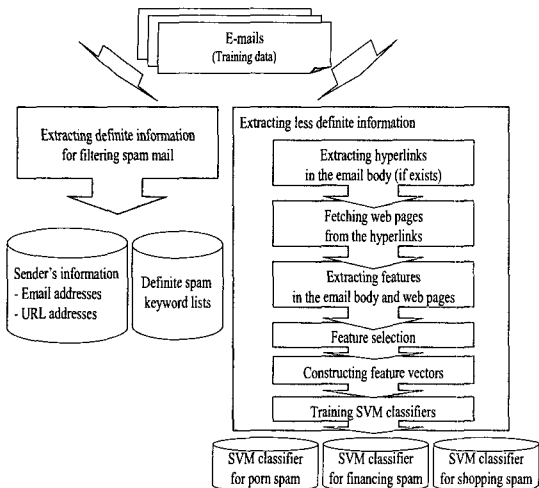 E-mails
(Training data)
Extracting definite information
for filtering spam mail
Sender's information
- Email addresses
- URL addresses
Definite spam
keyword lists
Extracting less definite information
Extracting hyperlinks
in the email body (if exists)
Fetching web pages
from the hyperlinks
Extracting features
in the email body and web pages
Feature selection
Constructing feature vectors
Training SVM classifiers
SVM classifier
for porn spam
SVM classifier
for financing spam
SVM classifier
for shopping spam